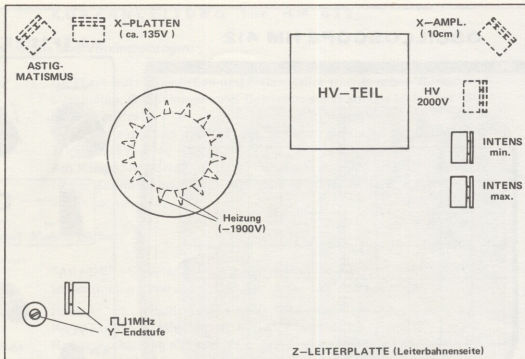 X–PLATTEN
( ca. 135V )
ASTIG-
MATISMUS
X–AMPL.
( 10cm )
HV–TEIL
HV
2000V
INTENS
min.
INTENS
max.
Heizung
(–1900V)
1MHz
Y–Endstufe
Z–LEITERPLATTE (Leiterbahnenseite)